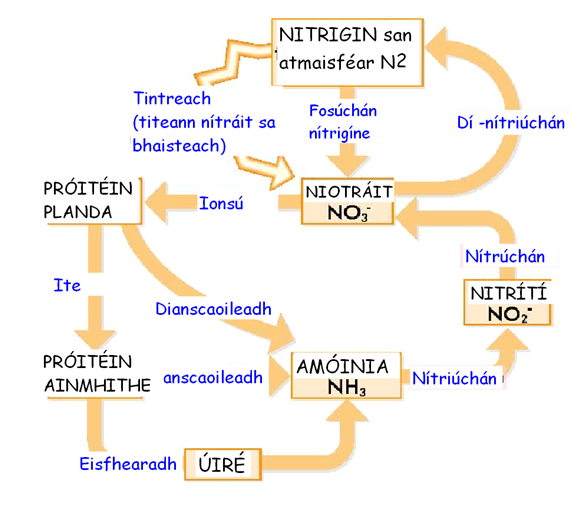 NITRIGIN san
atmaisféar N2
Tintreach
(titeann nítráit sa
bhaisteach)
Fosúchán
nítrigíne
Dí -nítriúchán
PRÓITÉIN
PLANDA
Ionsú
NIOTRÁIT
NO3-
Nítrúchán
Ite
NITRÍTÍ
NO2-
Dianscaoileadh
PRÓITÉIN
AINMHITHE
anscaoileadh
AMÓINIA
NH3
Nítriúchán
Eisfhearadh
ÚIRÉ